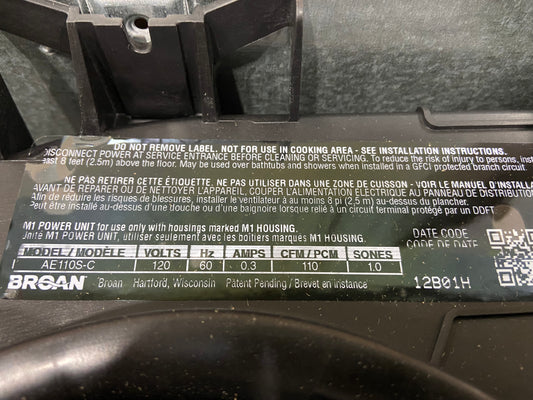 DO NOT REMOVE LABEL. NOT FOR USE IN COOKING AREA - SEE INSTALLATION INSTRUCTIONS.
DISCONNECT POWER AT SERVICE ENTRANCE BEFORE CLEANING OR SERVICING. To reduce the risk of injury to persons,
8 feet (2.5m) above the floor. May be used over bathtubs and showers when installed in a GFCI protected branch circuit.
NE PAS RETIRER CETTE ÉTIQUETTE. NE PAS UTILISER DANS UNE ZONE DE CUISSON - VOIR LE MANUEL
AVANT DE RÉPARER OU DE NETTOYER L'APPAREIL, COUPER L'ALIMENTATION ÉLECTRIQUE AU PANNEAU DE DISTRIBUTION
Afin de réduire les risques de blessures, installer le ventilateur à au moins 8 pi (2,5 m) au-dessus du plancher.
Peut être installé au-dessus d'une douche ou d'une baignoire lorsque relié à un circuit terminal protégé par un DDFT
M1 POWER UNIT for use only with housings marked M1 HOUSING.
M1 POWER UNIT, utiliser seulement avec les boîtiers marqués M1 HOUSING.
DATE CODE
CODE DE DATE
MODEL / MODÈLE VOLTS Hz AMPS CFM / PCM SONES
AE110S-C 120 60 0.3 110 1.0
BROAN Broan Hartford, Wisconsin Patent Pending / Brevet en instance 12B01H